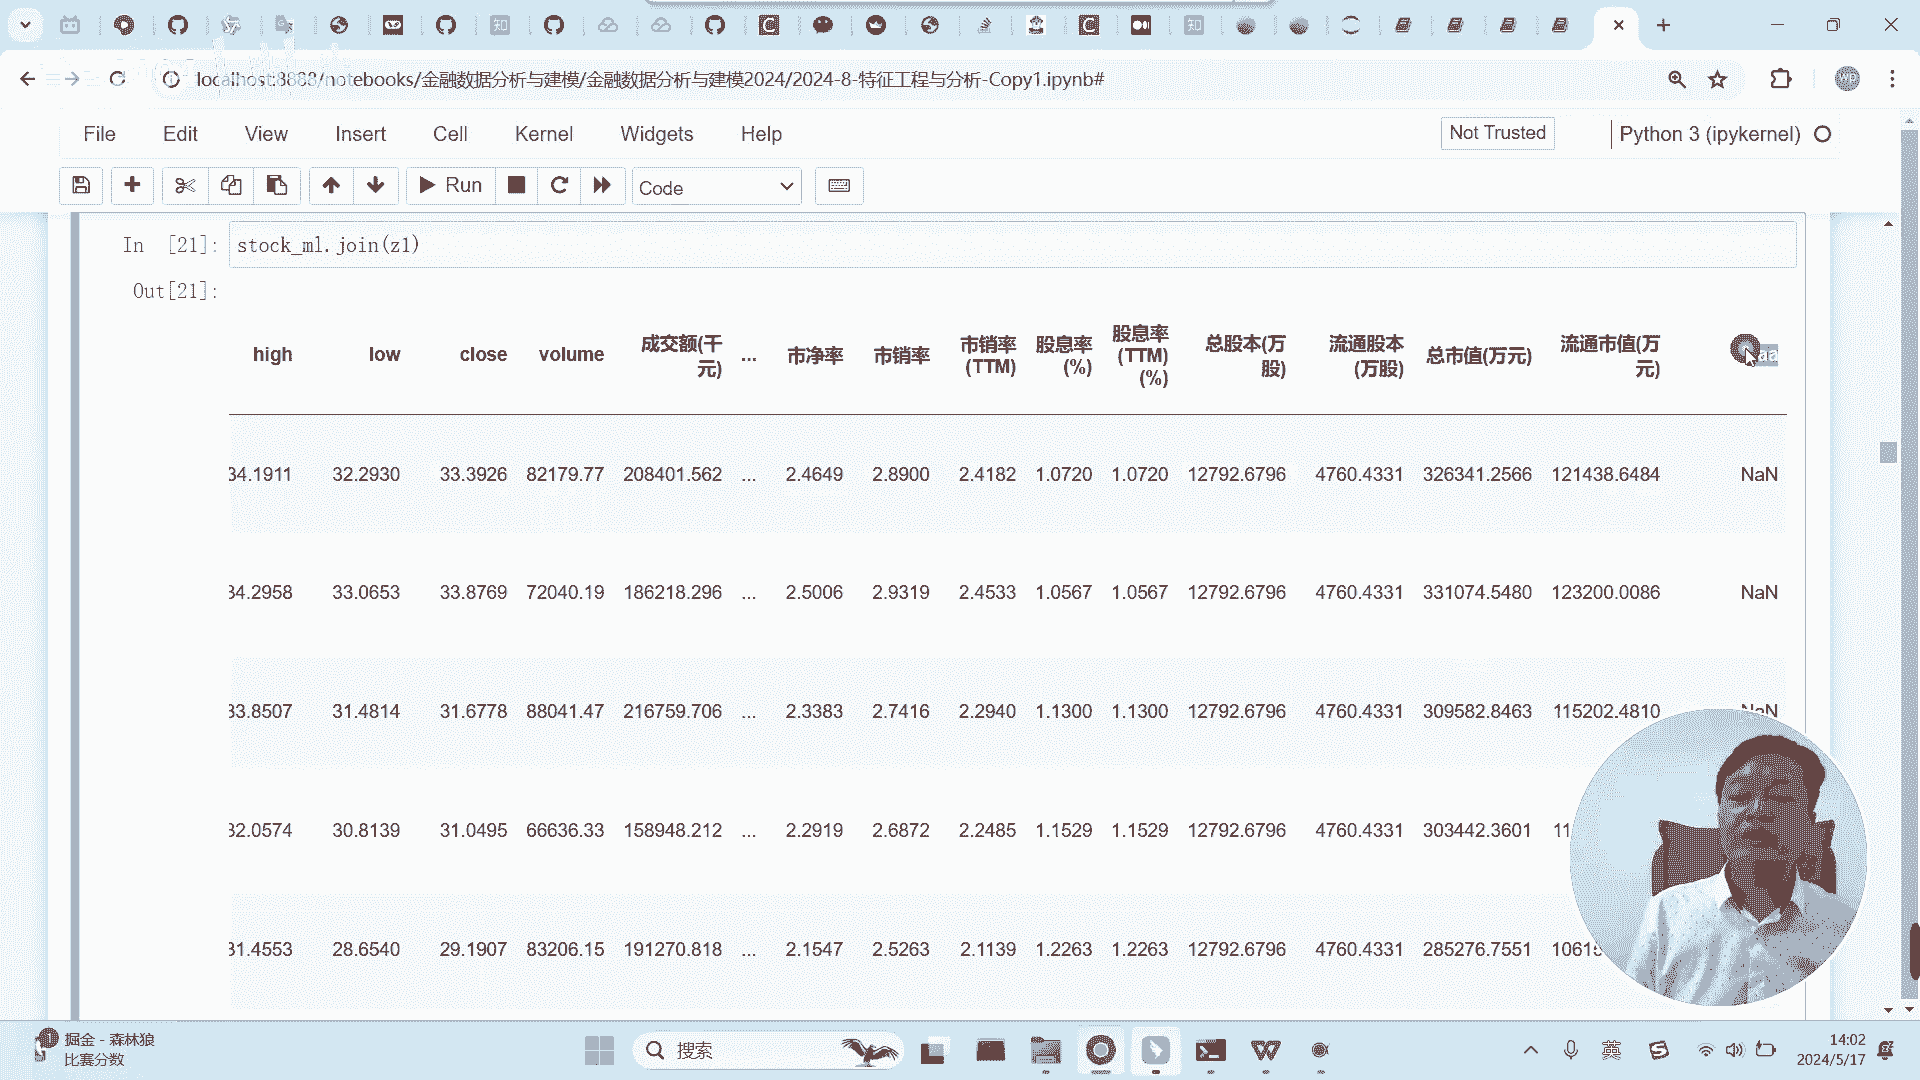 localhost:8888/notebooks/金融数据分析与建模/金融数据分析与建模2024/2024-8-特征工程与分析-Copy1.ipynb#
File Edit View Insert Cell Kernel Widgets Help
Not Trusted
Python 3 (ipykernel)
Run
Code
In [21]: stock_ml.join(z1)
Out[21]:
high low close volume 成交额(千元) ... 市净率 市销率 市销率(TTM) 股息率(%) 股息率(TTM)(%) 总股本(万股) 流通股本(万股) 总市值(万元) 流通市值(万元)
34.1911 32.2930 33.3926 82179.77 208401.562 ... 2.4649 2.8900 2.4182 1.0720 1.0720 12792.6796 4760.4331 326341.2566 121438.6484 NaN
34.2958 33.0653 33.8769 72040.19 186218.296 ... 2.5006 2.9319 2.4533 1.0567 1.0567 12792.6796 4760.4331 331074.5480 123200.0086 NaN
33.8507 31.4814 31.6778 88041.47 216759.706 ... 2.3383 2.7416 2.2940 1.1300 1.1300 12792.6796 4760.4331 309582.8463 115202.4810 NaN
32.0574 30.8139 31.0495 66636.33 158948.212 ... 2.2919 2.6872 2.2485 1.1529 1.1529 12792.6796 4760.4331 303442.3601
31.4553 28.6540 29.1907 83206.15 191270.818 ... 2.1547 2.5263 2.1139 1.2263 1.2263 12792.6796 4760.4331 285276.7551
掘金 - 森林狼
比赛分数
搜索
英
14:02
2024/5/17